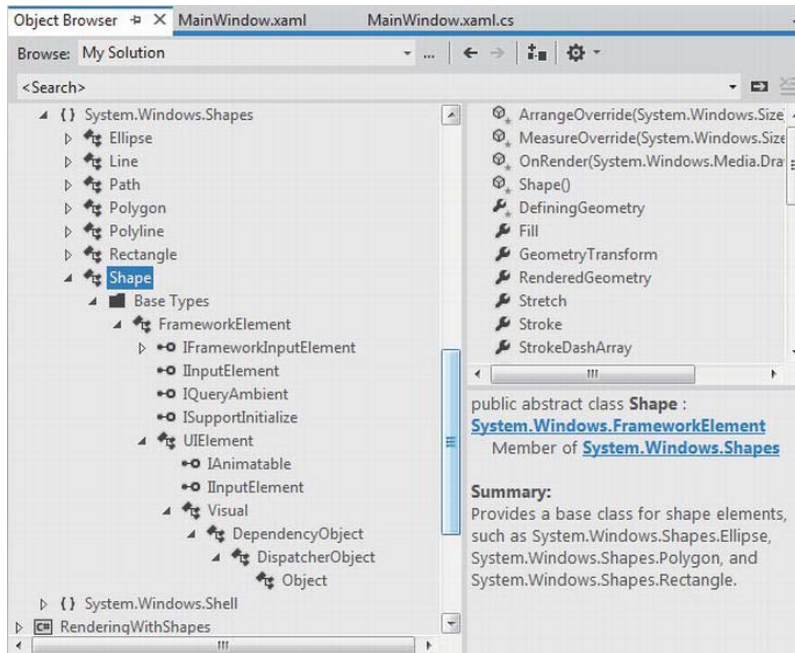 Object Browser MainWindow.xaml MainWindow.xaml.cs
Browse: My Solution ...
<Search>
{} System.Windows.Shapes
Ellipse
Line
Path
Polygon
Polyline
Rectangle
Shape
Base Types
FrameworkElement
IFrameworkInputElement
IInputElement
IQueryAmbient
ISupportInitialize
UIElement
IAnimatable
IInputElement
Visual
DependencyObject
DispatcherObject
Object
{} System.Windows.Shell
C# RenderingWithShapes
ArrangeOverride(System.Windows.Size
MeasureOverride(System.Windows.Size
OnRender(System.Windows.Media.Dra
Shape()
DefiningGeometry
Fill
GeometryTransform
RenderedGeometry
Stretch
Stroke
StrokeDashArray
public abstract class Shape :
System.Windows.FrameworkElement
Member of System.Windows.Shapes
Summary:
Provides a base class for shape elements,
such as System.Windows.Shapes.Ellipse,
System.Windows.Shapes.Polygon, and
System.Windows.Shapes.Rectangle.